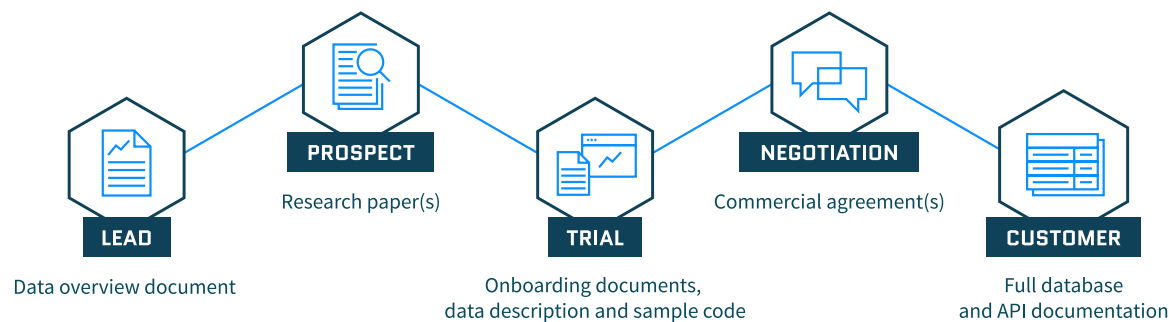 LEAD
Data overview document
PROSPECT
Research paper(s)
TRIAL
Onboarding documents,
data description and sample code
NEGOTIATION
Commercial agreement(s)
CUSTOMER
Full database
and API documentation